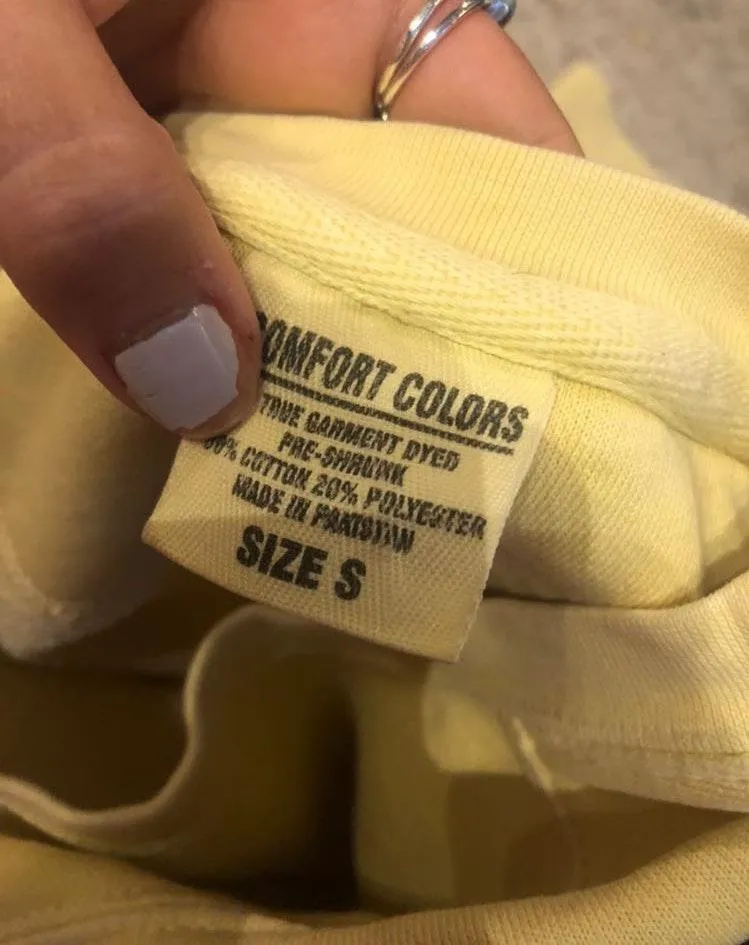 COMFORT COLORS
TRUE GARMENT DYED
PRE-SHRUNK
80% COTTON 20% POLYESTER
MADE IN PAKISTAN
SIZE S